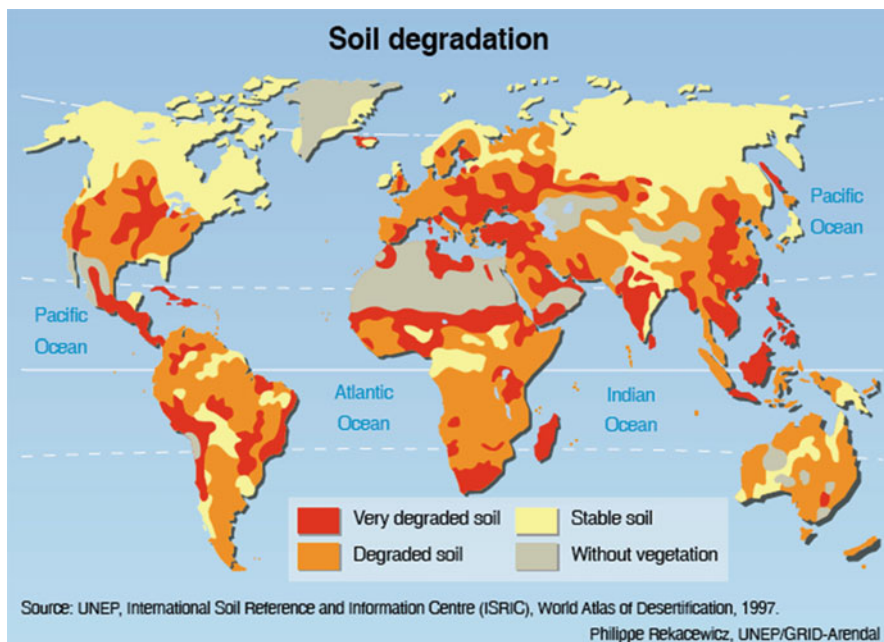 Soil degradation
Pacific
Ocean
Pacific
Ocean
Atlantic
Ocean
Indian
Ocean
Very degraded soil
Stable soil
Degraded soil
Without vegetation
Source: UNEP, International Soil Reference and Information Centre (ISRIC), World Atlas of Desertification, 1997.
Philippe Rekacewicz, UNEP/GRID-Arendal